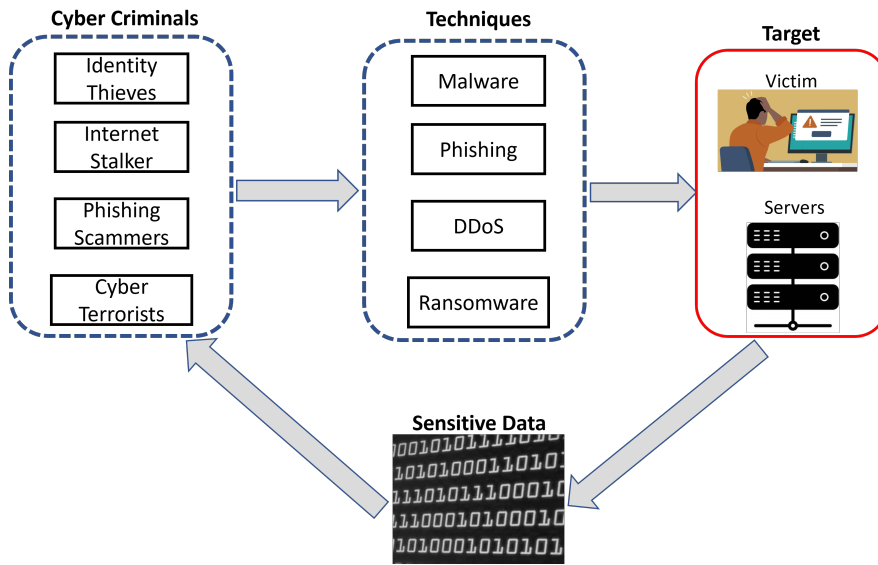 Cyber Criminals
Identity
Thieves
Internet
Stalker
Phishing
Scammers
Cyber
Terrorists
Techniques
Malware
Phishing
DDoS
Ransomware
Target
Victim
Servers
Sensitive Data